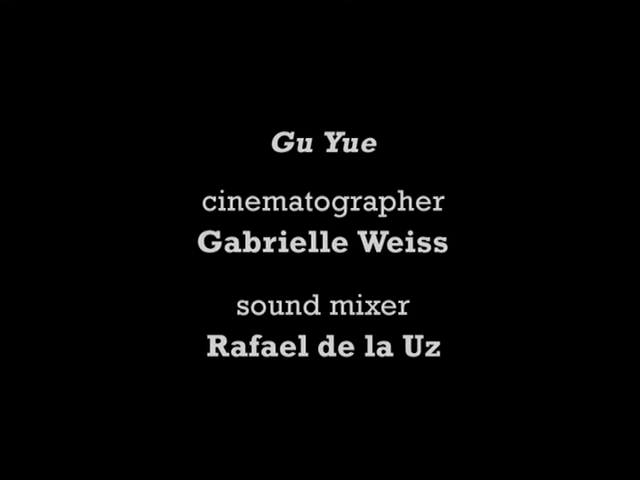 Gu Yue
cinematographer
Gabrielle Weiss
sound mixer
Rafael de la Uz